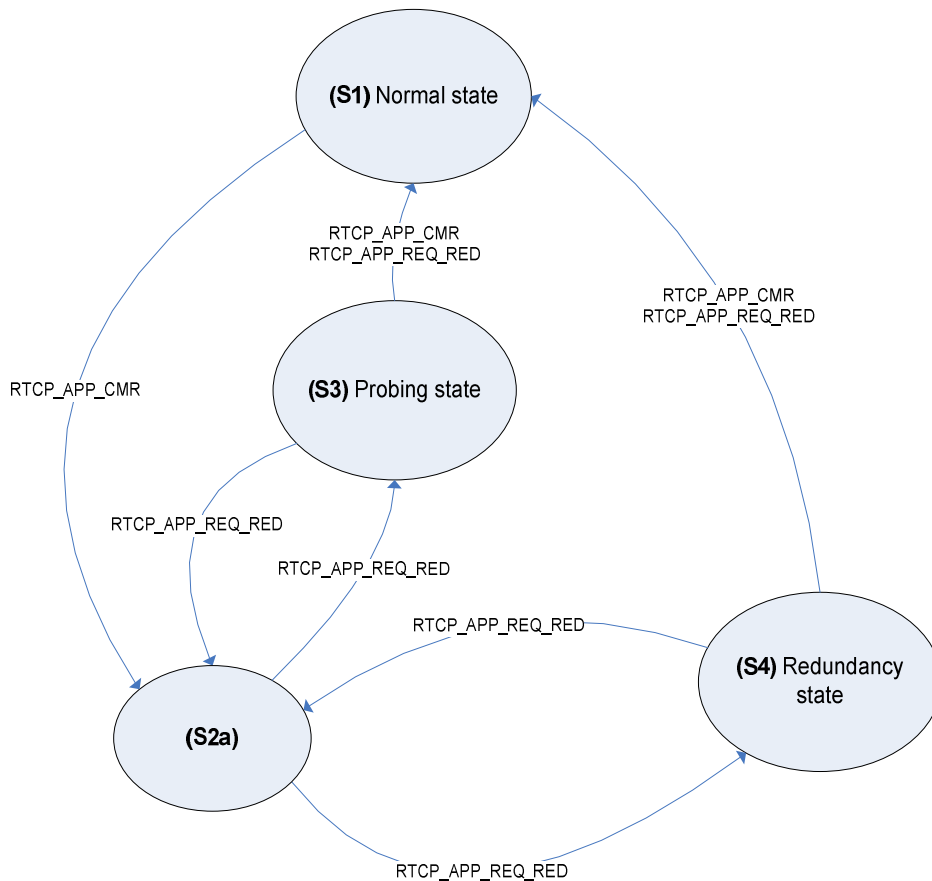 (S1) Normal state
RTCP_APP_CMR
RTCP_APP_REQ_RED
RTCP_APP_CMR
RTCP_APP_REQ_RED
RTCP_APP_CMR
(S3) Probing state
RTCP_APP_REQ_RED
RTCP_APP_REQ_RED
RTCP_APP_REQ_RED
(S4) Redundancy
state
(S2a)
RTCP_APP_REQ_RED